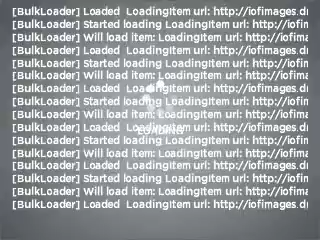 [BulkLoader] Loaded LoadingItem url: http://iofimages.d
[BulkLoader] Started loading LoadingItem url: http://iofi
[BulkLoader] Will load item: LoadingItem url: http://iofima
[BulkLoader] Loaded LoadingItem url: http://iofimages.d
[BulkLoader] Started loading LoadingItem url: http://iofi
[BulkLoader] Will load item: LoadingItem url: http://iofima
[BulkLoader] Loaded LoadingItem url: http://iofimages.d
[BulkLoader] Started loading LoadingItem url: http://iofi
[BulkLoader] Will load item: LoadingItem url: http://iofima
[BulkLoader] Loaded LoadingItem url: http://iofimages.d
LOADING
[BulkLoader] Started loading LoadingItem url: http://iofi
[BulkLoader] Will load item: LoadingItem url: http://iofima
[BulkLoader] Loaded LoadingItem url: http://iofimages.d
[BulkLoader] Started loading LoadingItem url: http://iofi
[BulkLoader] Will load item: LoadingItem url: http://iofima
[BulkLoader] Loaded LoadingItem url: http://iofimages.d